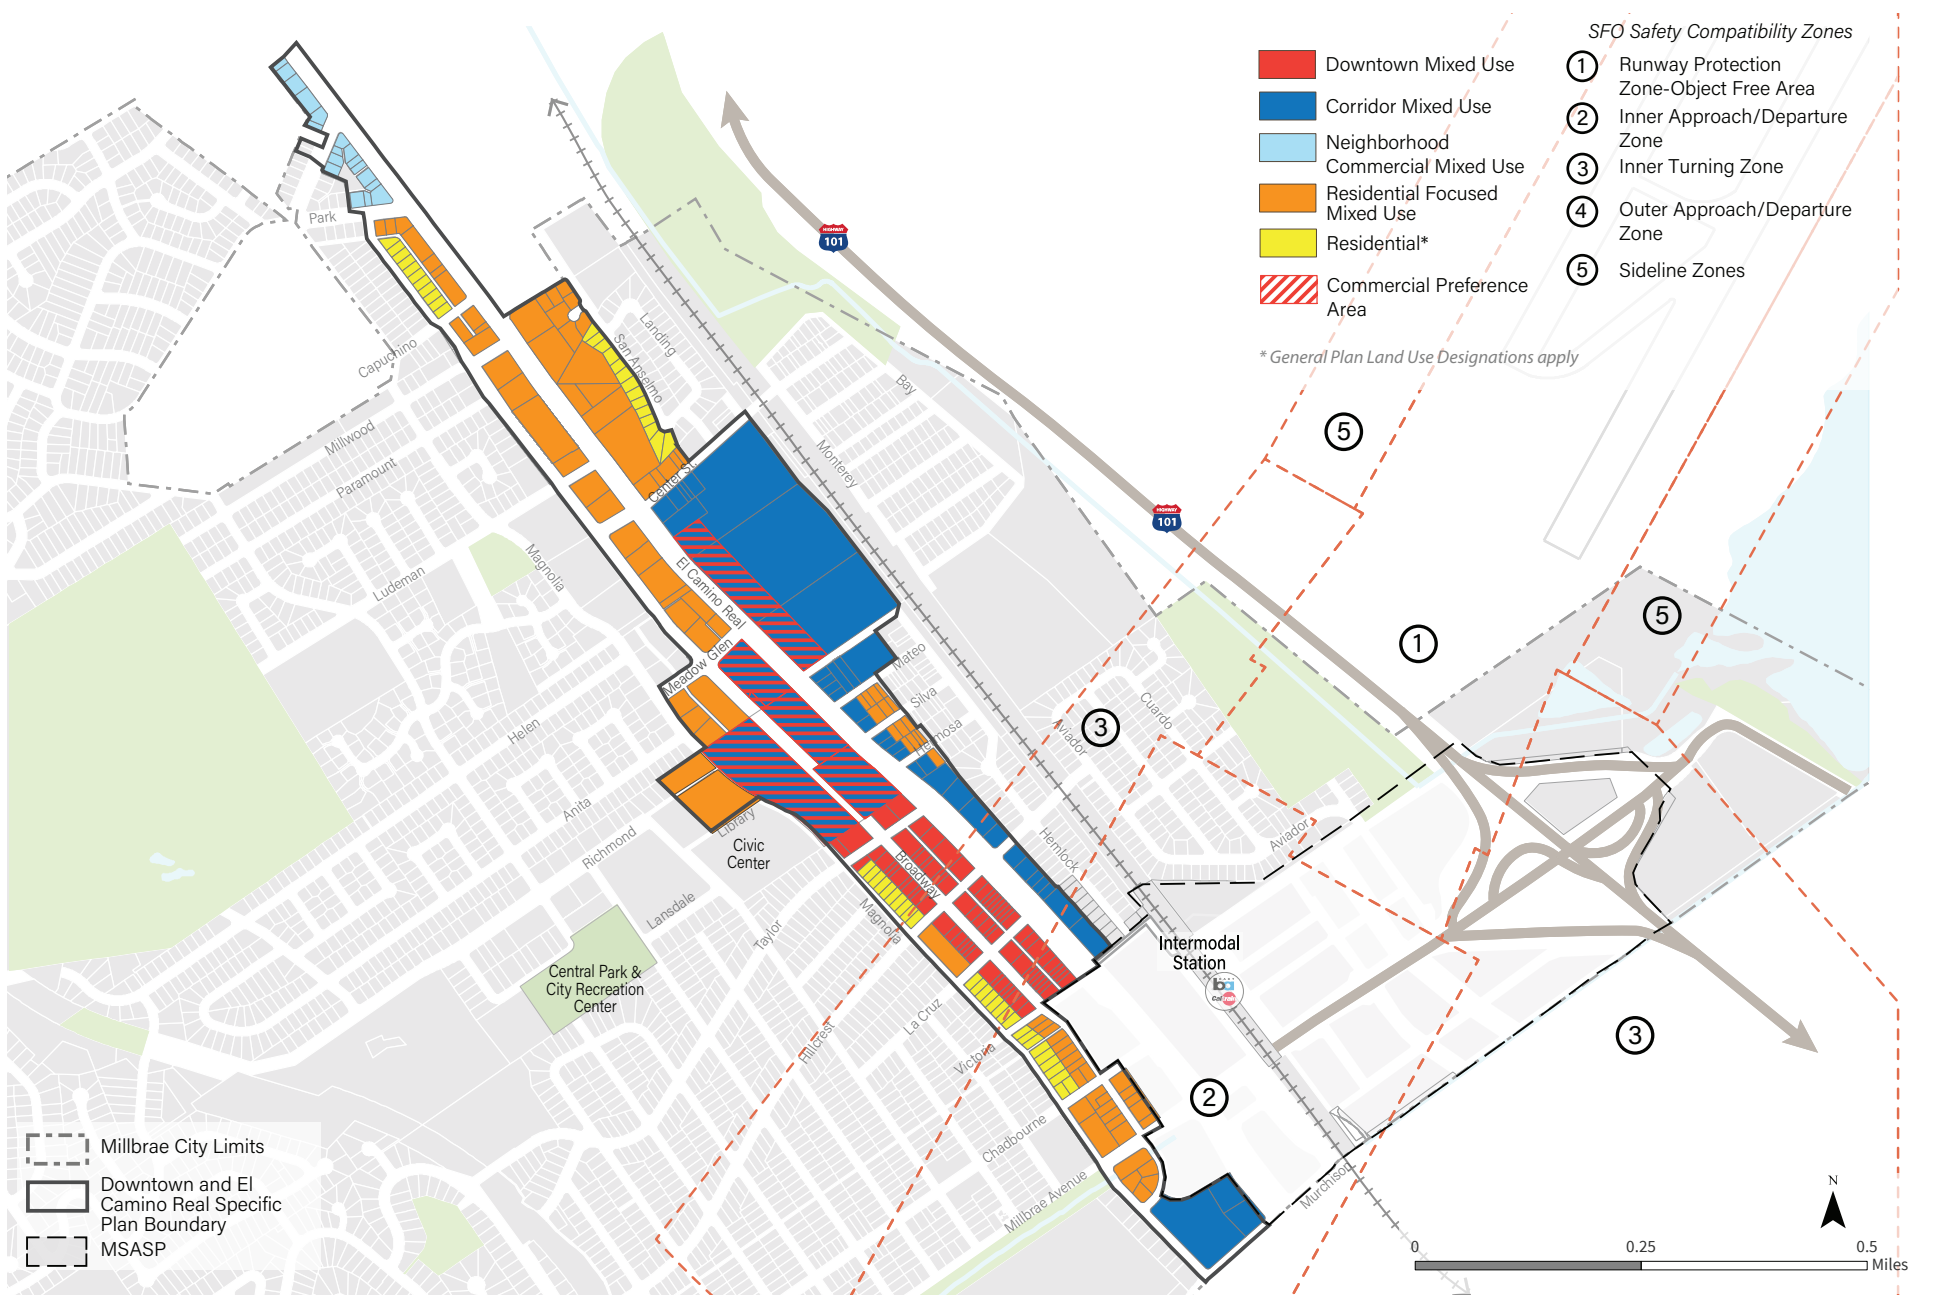 SFO Safety Compatibility Zones
Downtown Mixed Use
Corridor Mixed Use
Neighborhood
Commercial Mixed Use
Residential Focused
Mixed Use
Residential*
Commercial Preference
Area
* General Plan Land Use Designations apply
1 Runway Protection
Zone-Object Free Area
2 Inner Approach/Departure
Zone
3 Inner Turning Zone
4 Outer Approach/Departure
Zone
5 Sideline Zones
HIGHWAY
101
HIGHWAY
101
Park
Capuchino
Millwood
Paramount
Ludeman
Magnolia
Landing
San Anselmo
Bay
Monterey
Center St.
El Camino Real
Meadow Glen
Helen
Anita
Richmond
Library
Civic
Center
Lansdale
Taylor
Magnolia
Broadway
Mateo
Silva
Hermosa
Hemlock
Aviador
Cuardo
Aviador
Hillcrest
La Cruz
Victoria
Chadbourne
Millbrae Avenue
Murchison
Central Park &
City Recreation
Center
Intermodal
Station
ba
Caltrain
5
5
1
3
3
2
Millbrae City Limits
Downtown and El
Camino Real Specific
Plan Boundary
MSASP
N
0 0.25 0.5
Miles